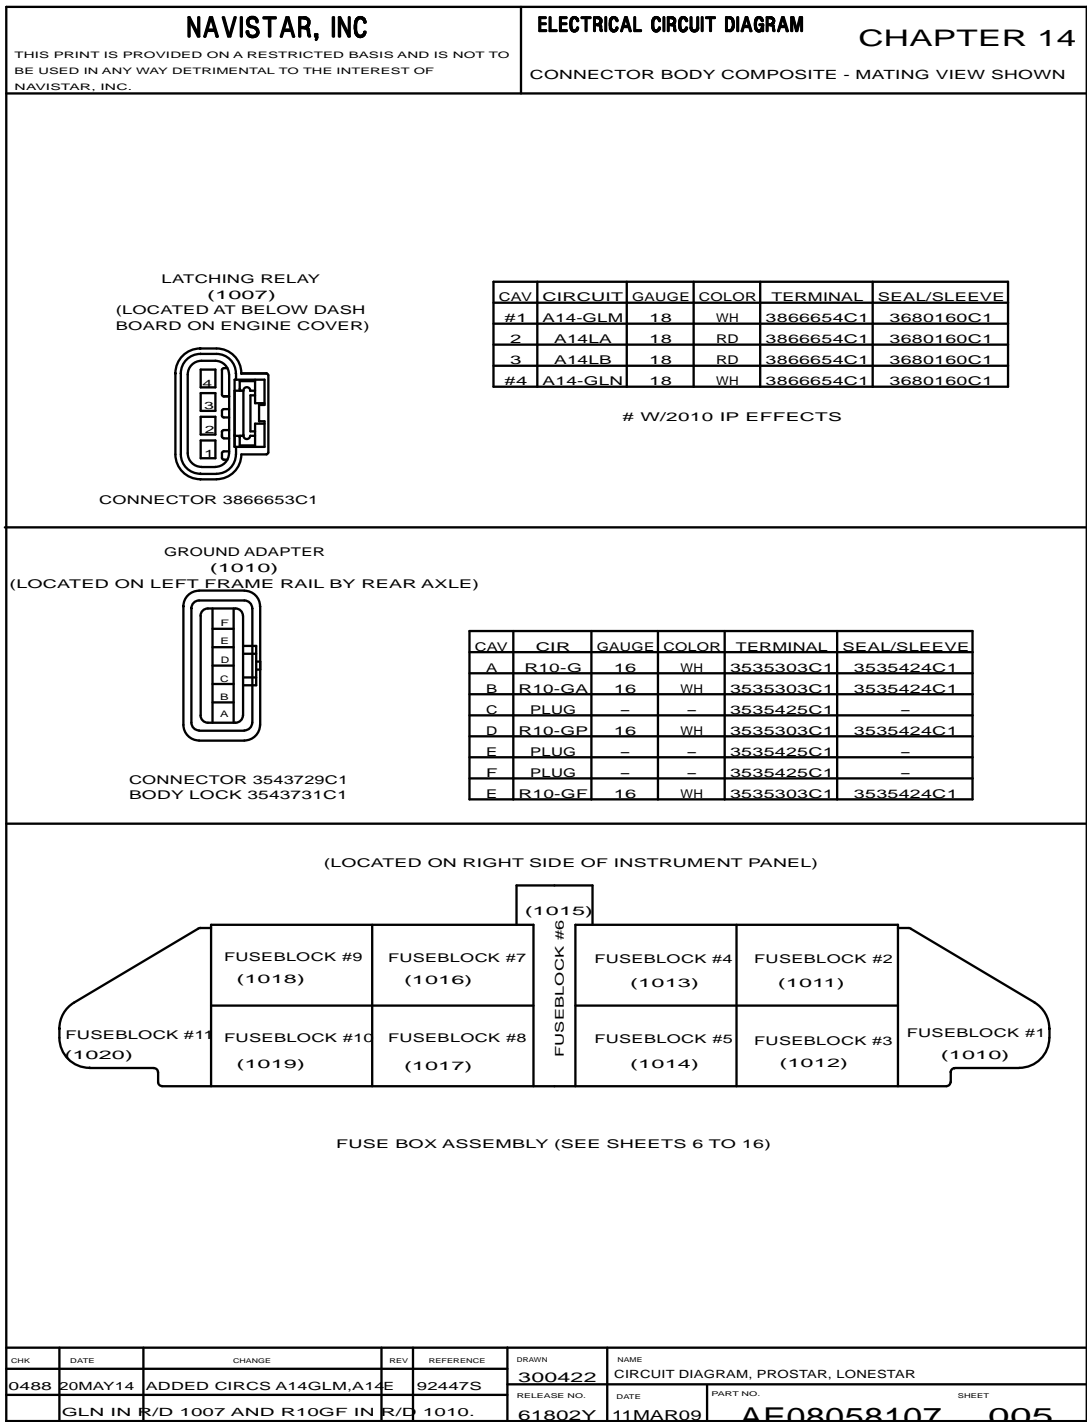 NAVISTAR, INC
THIS PRINT IS PROVIDED ON A RESTRICTED BASIS AND IS NOT TO
BE USED IN ANY WAY DETRIMENTAL TO THE INTEREST OF
NAVISTAR, INC.
ELECTRICAL CIRCUIT DIAGRAM
CHAPTER 14
CONNECTOR BODY COMPOSITE - MATING VIEW SHOWN
LATCHING RELAY
(1007)
(LOCATED AT BELOW DASH
BOARD ON ENGINE COVER)
4
3
2
1
CONNECTOR 3866653C1
CAV CIRCUIT GAUGE COLOR TERMINAL SEAL/SLEEVE
#1 A14-GLM 18 WH 3866654C1 3680160C1
2 A14LA 18 RD 3866654C1 3680160C1
3 A14LB 18 RD 3866654C1 3680160C1
#4 A14-GLN 18 WH 3866654C1 3680160C1
# W/2010 IP EFFECTS
GROUND ADAPTER
(1010)
(LOCATED ON LEFT FRAME RAIL BY REAR AXLE)
F
E
D
C
B
A
CONNECTOR 3543729C1
BODY LOCK 3543731C1
CAV CIR GAUGE COLOR TERMINAL SEAL/SLEEVE
A R10-G 16 WH 3535303C1 3535424C1
B R10-GA 16 WH 3535303C1 3535424C1
C PLUG – – 3535425C1 –
D R10-GP 16 WH 3535303C1 3535424C1
E PLUG – – 3535425C1 –
F PLUG – – 3535425C1 –
E R10-GF 16 WH 3535303C1 3535424C1
(LOCATED ON RIGHT SIDE OF INSTRUMENT PANEL)
(1015)
FUSEBLOCK #6
FUSEBLOCK #9
(1018)
FUSEBLOCK #7
(1016)
FUSEBLOCK #4
(1013)
FUSEBLOCK #2
(1011)
FUSEBLOCK #11
(1020)
FUSEBLOCK #10
(1019)
FUSEBLOCK #8
(1017)
FUSEBLOCK #5
(1014)
FUSEBLOCK #3
(1012)
FUSEBLOCK #1
(1010)
FUSE BOX ASSEMBLY (SEE SHEETS 6 TO 16)
CHK DATE CHANGE REV REFERENCE
0488 20MAY14 ADDED CIRCS A14GLM,A14 E 92447S
GLN IN R/D 1007 AND R10GF IN R/D 1010.
DRAWN
300422
NAME
CIRCUIT DIAGRAM, PROSTAR, LONESTAR
RELEASE NO.
61802Y
DATE
11MAR09
PART NO.
AE08058107
SHEET
005